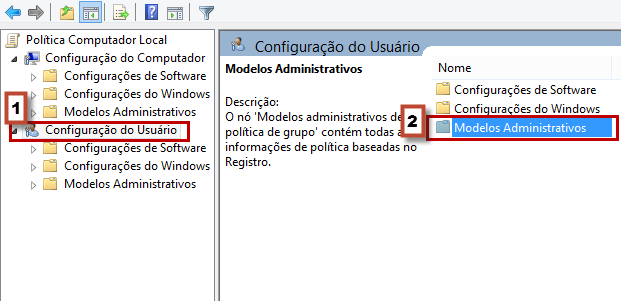 Política Computador Local
Configuração do Computador
Configurações de Software
Configurações do Windows
Modelos Administrativos
1
Configuração do Usuário
Configurações de Software
Configurações do Windows
Modelos Administrativos
Configuração do Usuário
Modelos Administrativos
Descrição:
O nó 'Modelos administrativos de
política de grupo' contém todas a
informações de política baseadas no
Registro.
Nome
Configurações de Software
Configurações do Windows
2
Modelos Administrativos